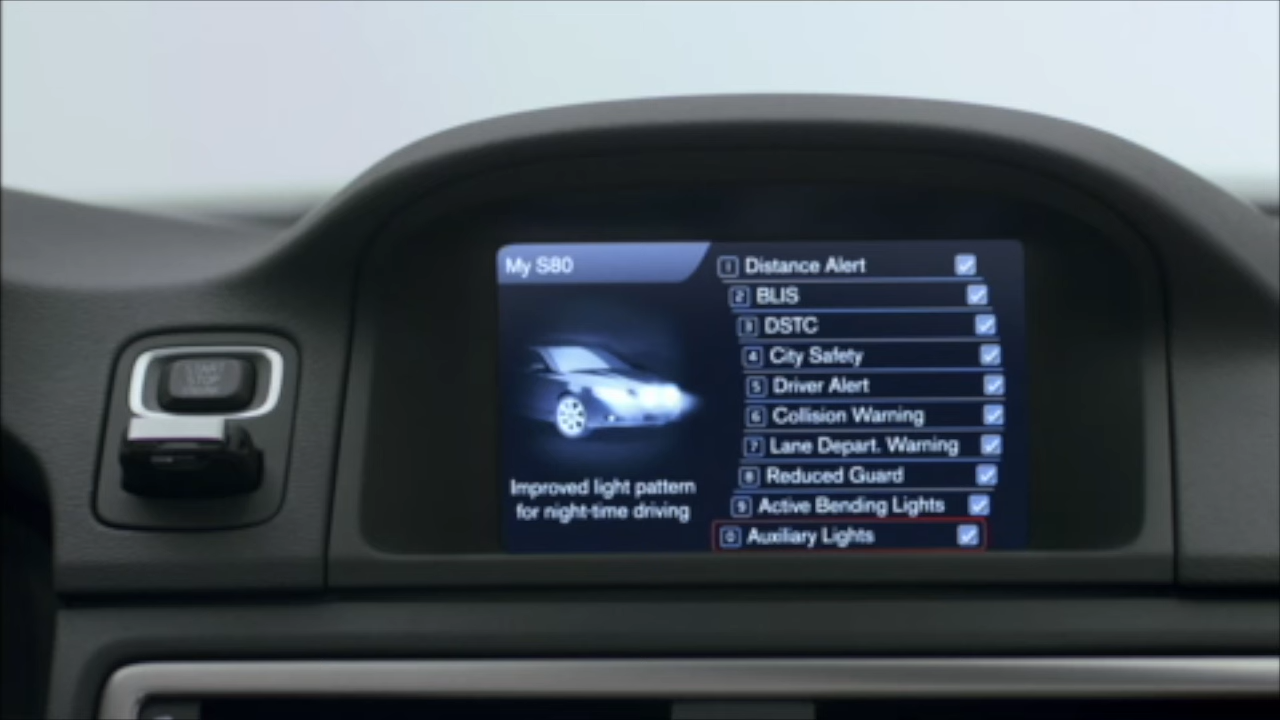 My S80
1 Distance Alert
2 BLIS
3 DSTC
4 City Safety
5 Driver Alert
6 Collision Warning
7 Lane Depart. Warning
8 Reduced Guard
9 Active Bending Lights
0 Auxiliary Lights
Improved light pattern
for night-time driving
START
STOP